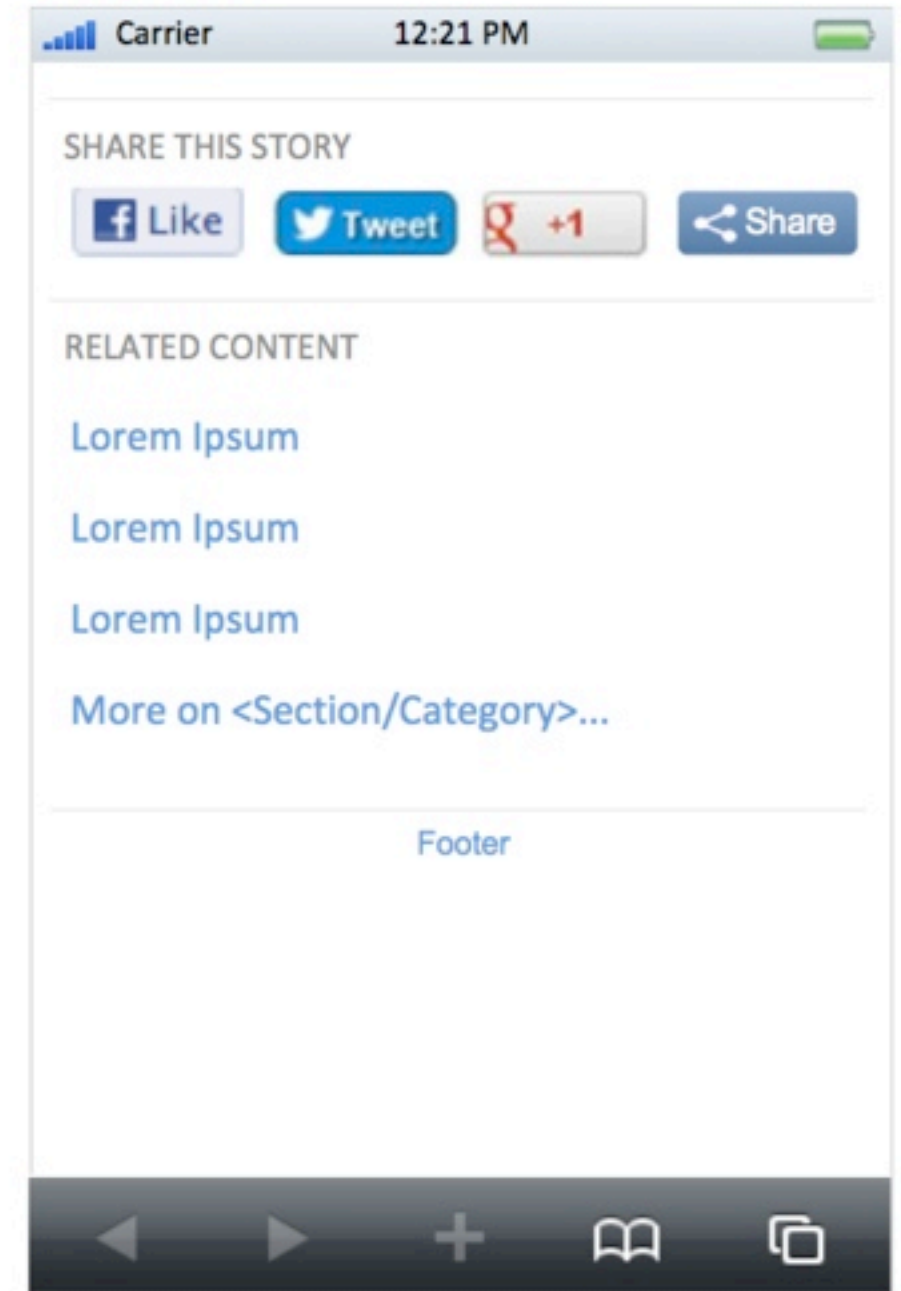 Carrier 12:21 PM
SHARE THIS STORY
f Like Tweet g +1 Share
RELATED CONTENT
Lorem Ipsum
Lorem Ipsum
Lorem Ipsum
More on <Section/Category>...
Footer